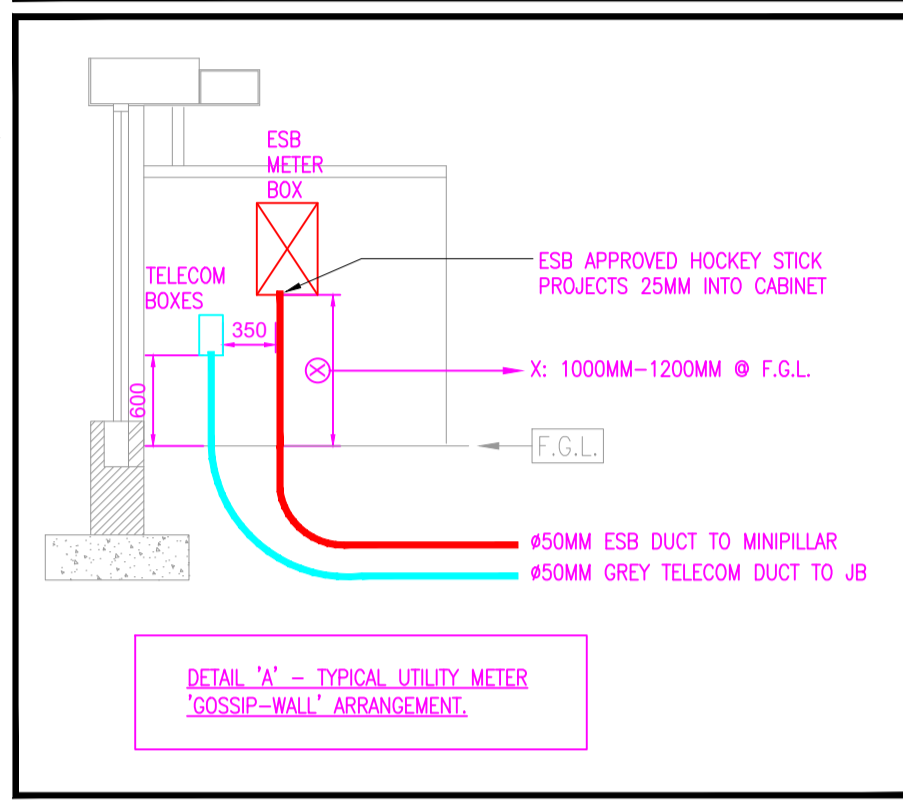 ESB
METER
BOX
TELECOM
BOXES
350
600
ESB APPROVED HOCKEY STICK
PROJECTS 25MM INTO CABINET
X
X: 1000MM-1200MM @ F.G.L.
F.G.L.
ø50MM ESB DUCT TO MINIPILLAR
ø50MM GREY TELECOM DUCT TO JB
DETAIL 'A' - TYPICAL UTILITY METER
'GOSSIP-WALL' ARRANGEMENT.